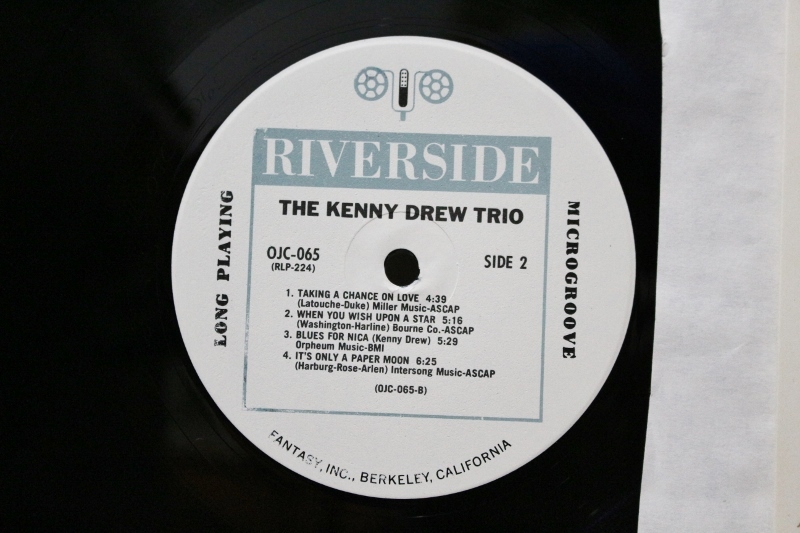 RIVERSIDE
THE KENNY DREW TRIO
OJC-065
(RLP-224)
SIDE 2
LONG PLAYING
MICROGROOVE
1. TAKING A CHANCE ON LOVE 4:39
(Latouche-Duke) Miller Music-ASCAP
2. WHEN YOU WISH UPON A STAR 5:16
(Washington-Harline) Bourne Co.-ASCAP
3. BLUES FOR NICA (Kenny Drew) 5:29
Orpheum Music-BMI
4. IT'S ONLY A PAPER MOON 6:25
(Harburg-Rose-Arlen) Intersong Music-ASCAP
(OJC-065-B)
FANTASY, INC., BERKELEY, CALIFORNIA